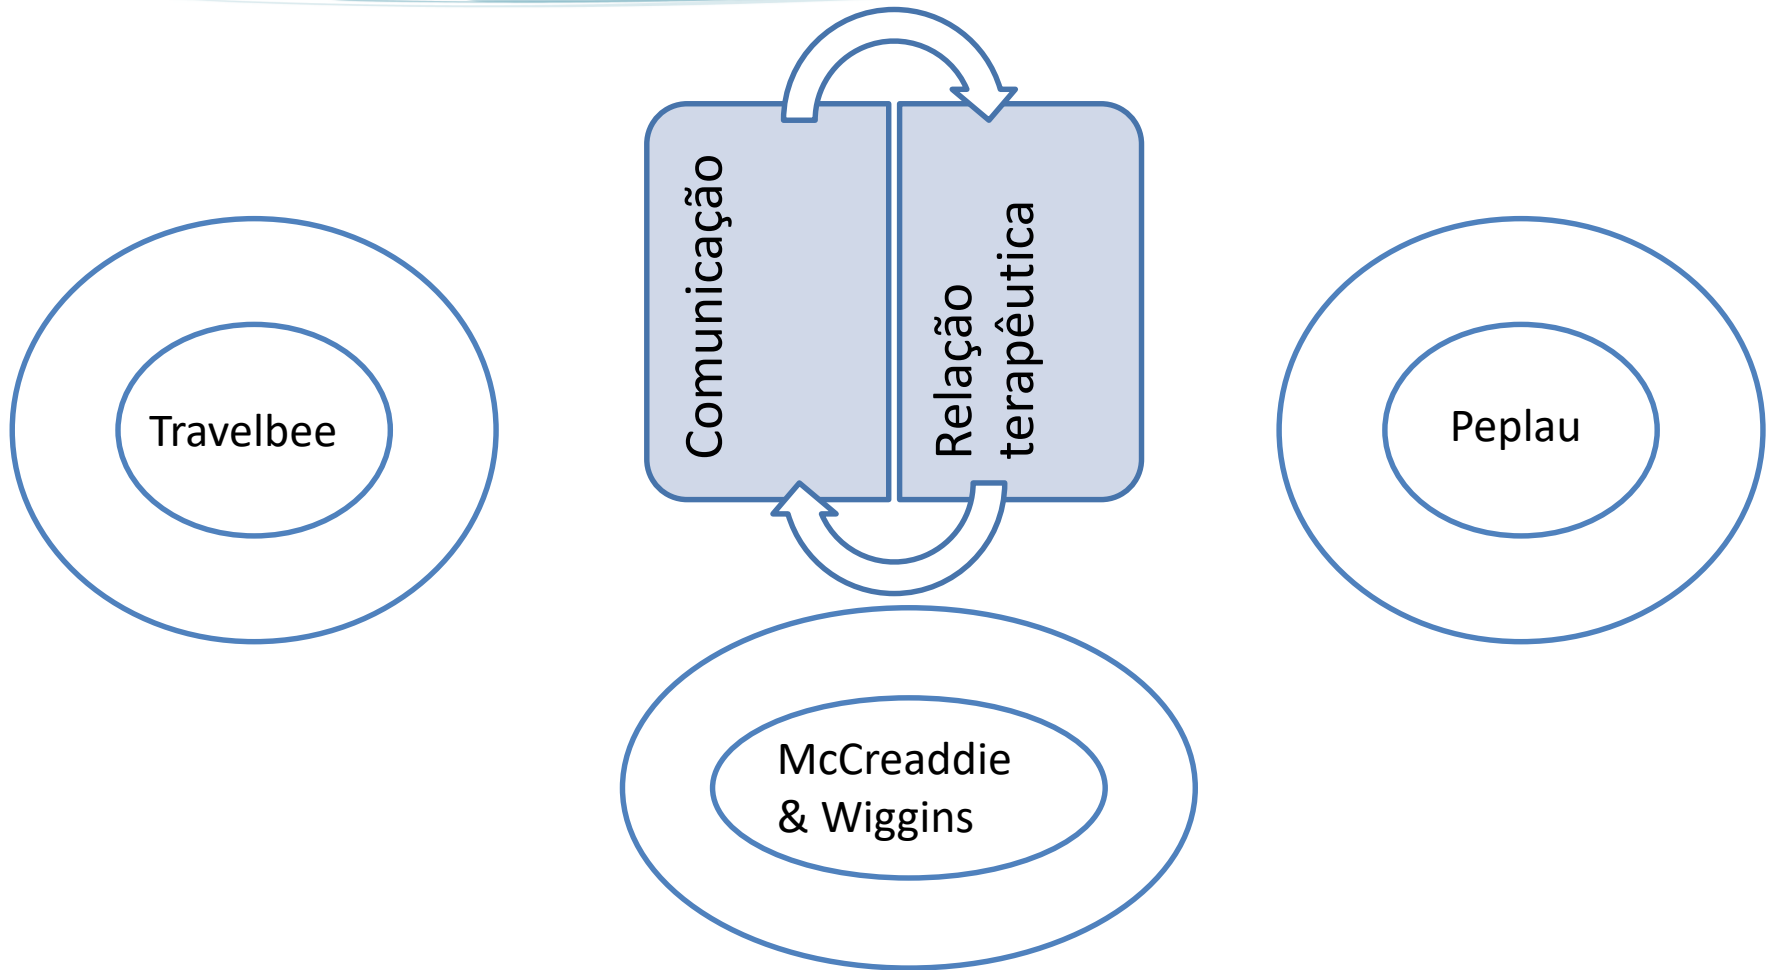 Comunicação
Relação
terapêutica
Travelbee
Peplau
McCreaddie
& Wiggins